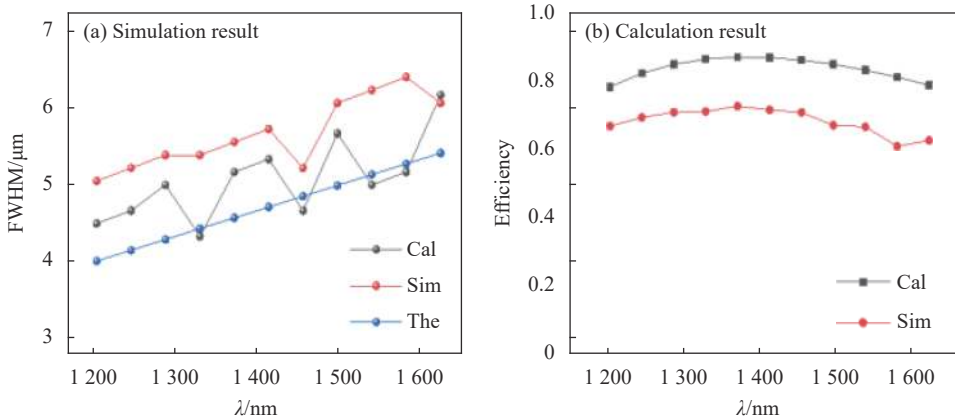 (a) Simulation result
FWHM/μm
7
6
5
4
3
Cal
Sim
The
1 200 1 300 1 400 1 500 1 600
λ/nm
(b) Calculation result
Efficiency
1.0
0.8
0.6
0.4
0.2
0
Cal
Sim
1 200 1 300 1 400 1 500 1 600
λ/nm